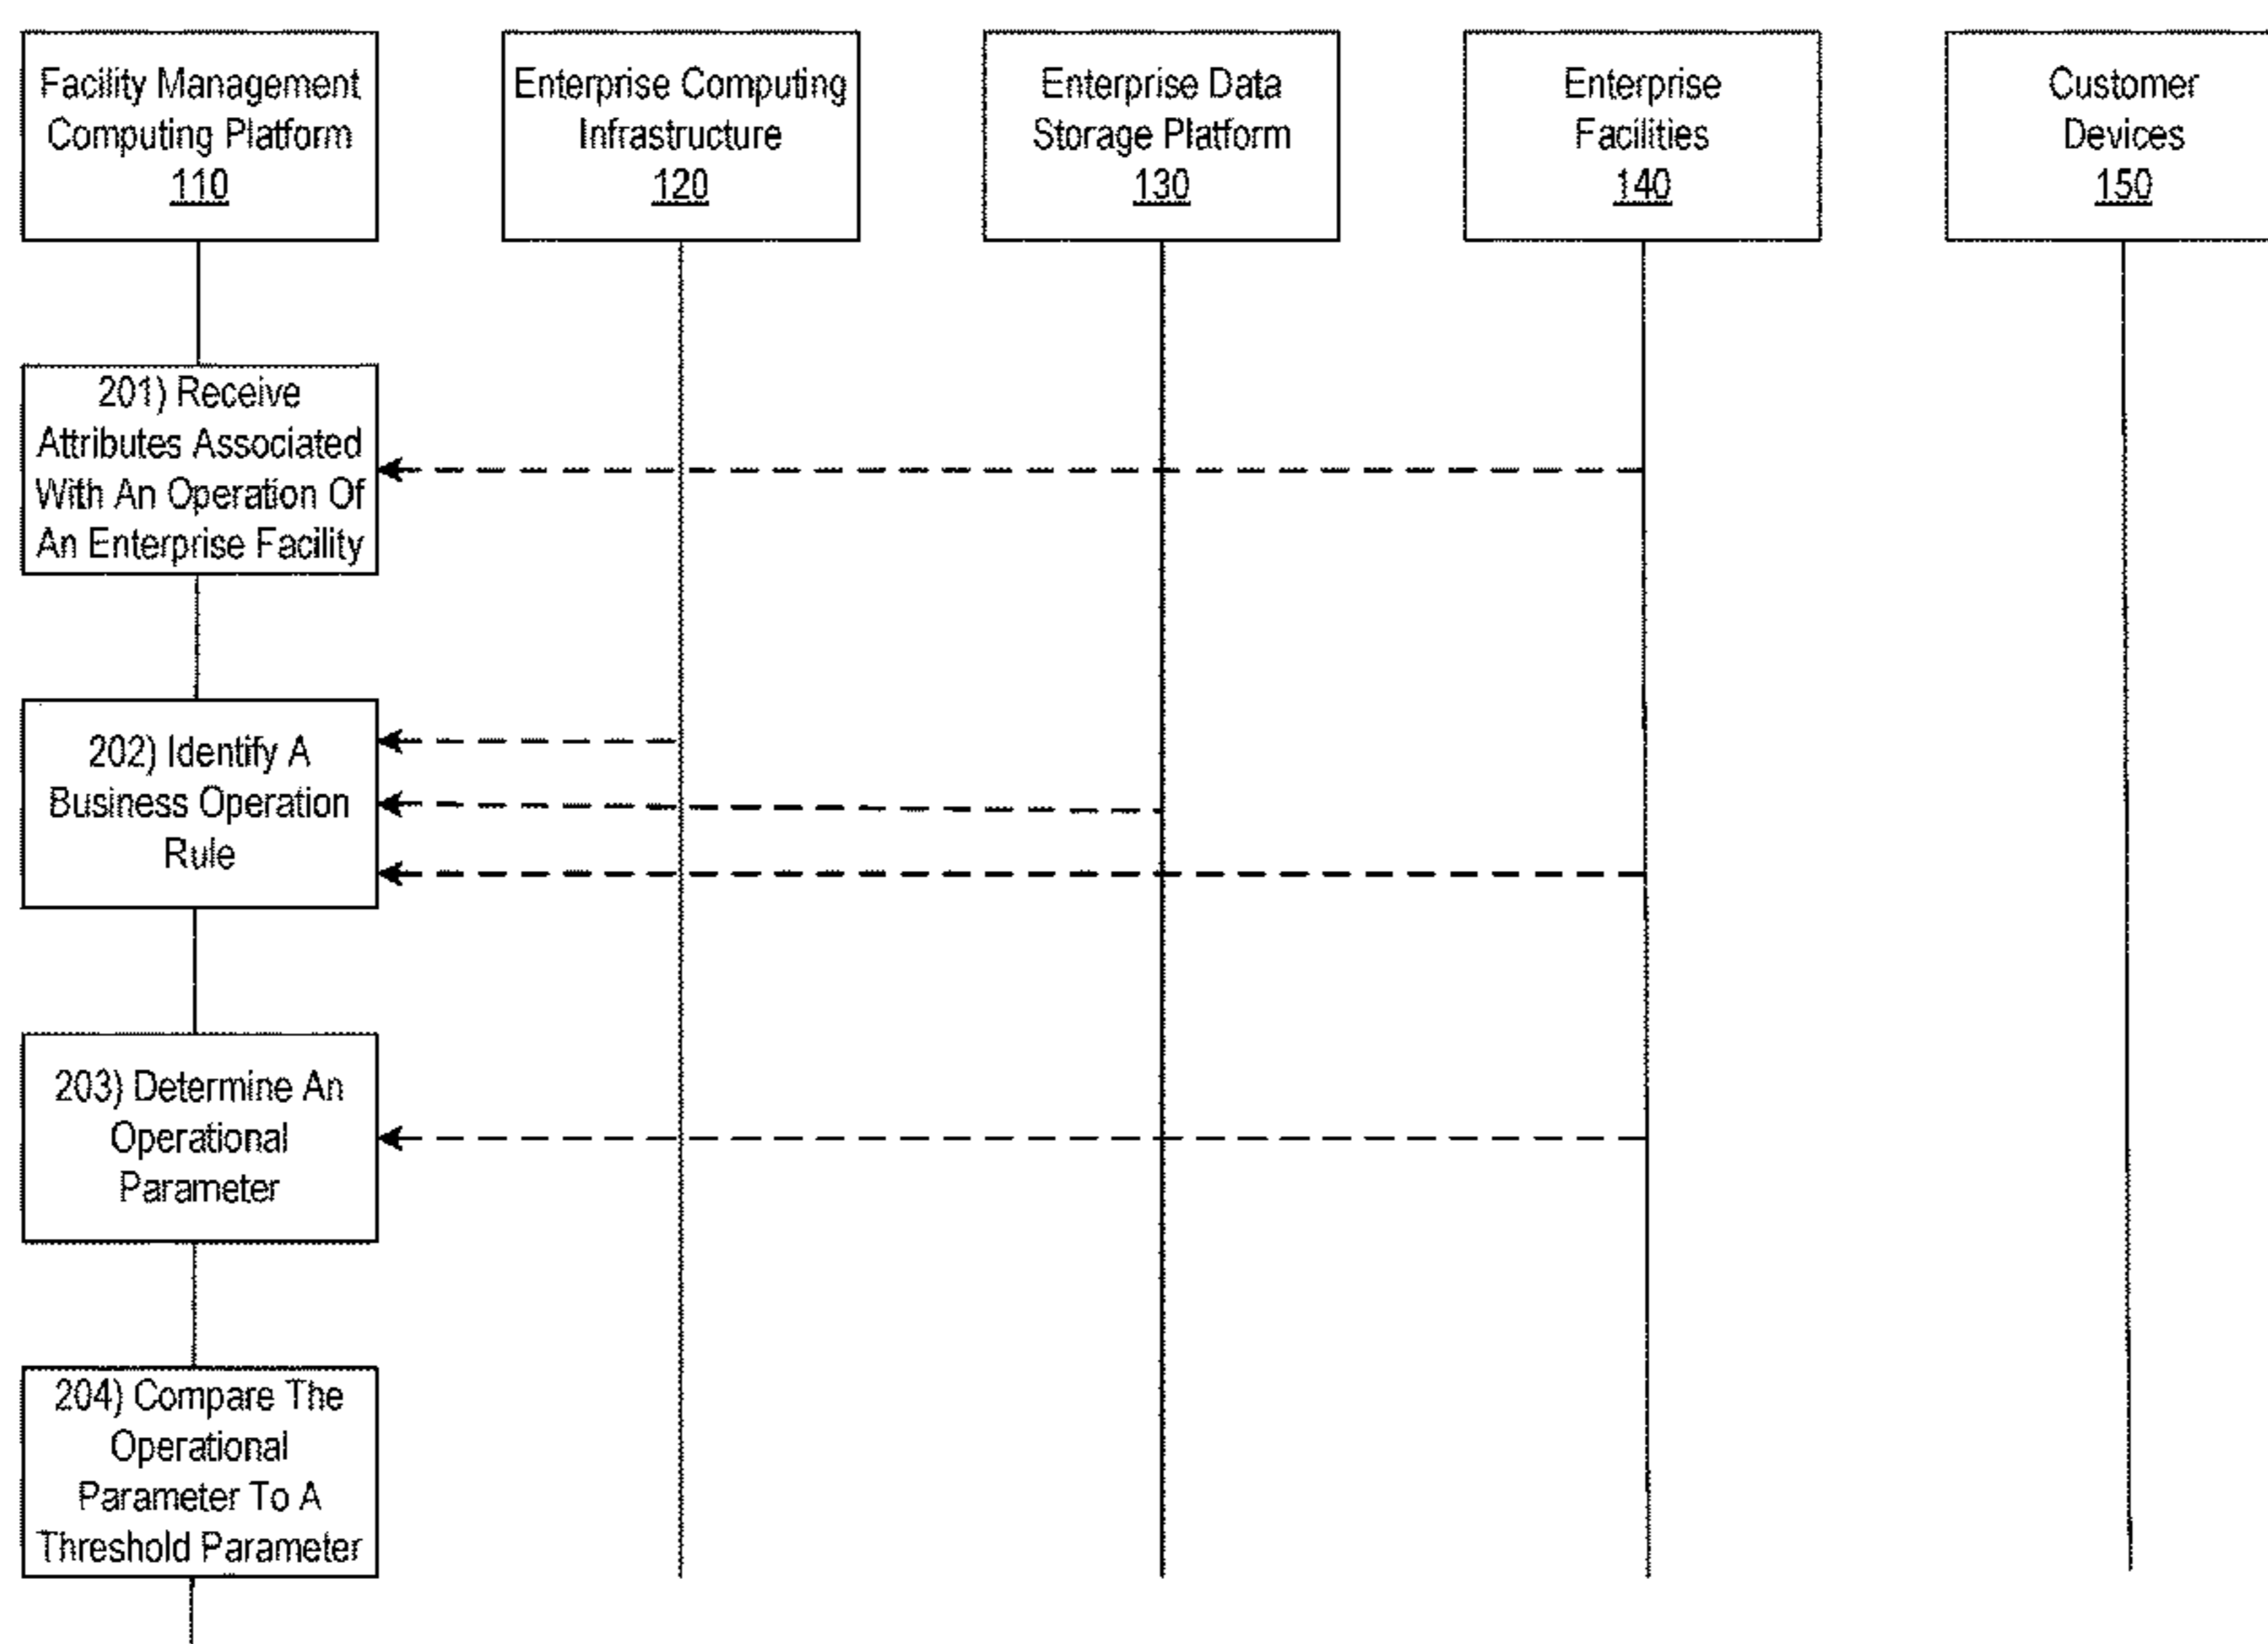 Facility Management
Computing Platform
110
Enterprise Computing
Infrastructure
120
Enterprise Data
Storage Platform
130
Enterprise
Facilities
140
Customer
Devices
150
201) Receive
Attributes Associated
With An Operation Of
An Enterprise Facility
202) Identify A
Business Operation
Rule
203) Determine An
Operational
Parameter
204) Compare The
Operational
Parameter To A
Threshold Parameter